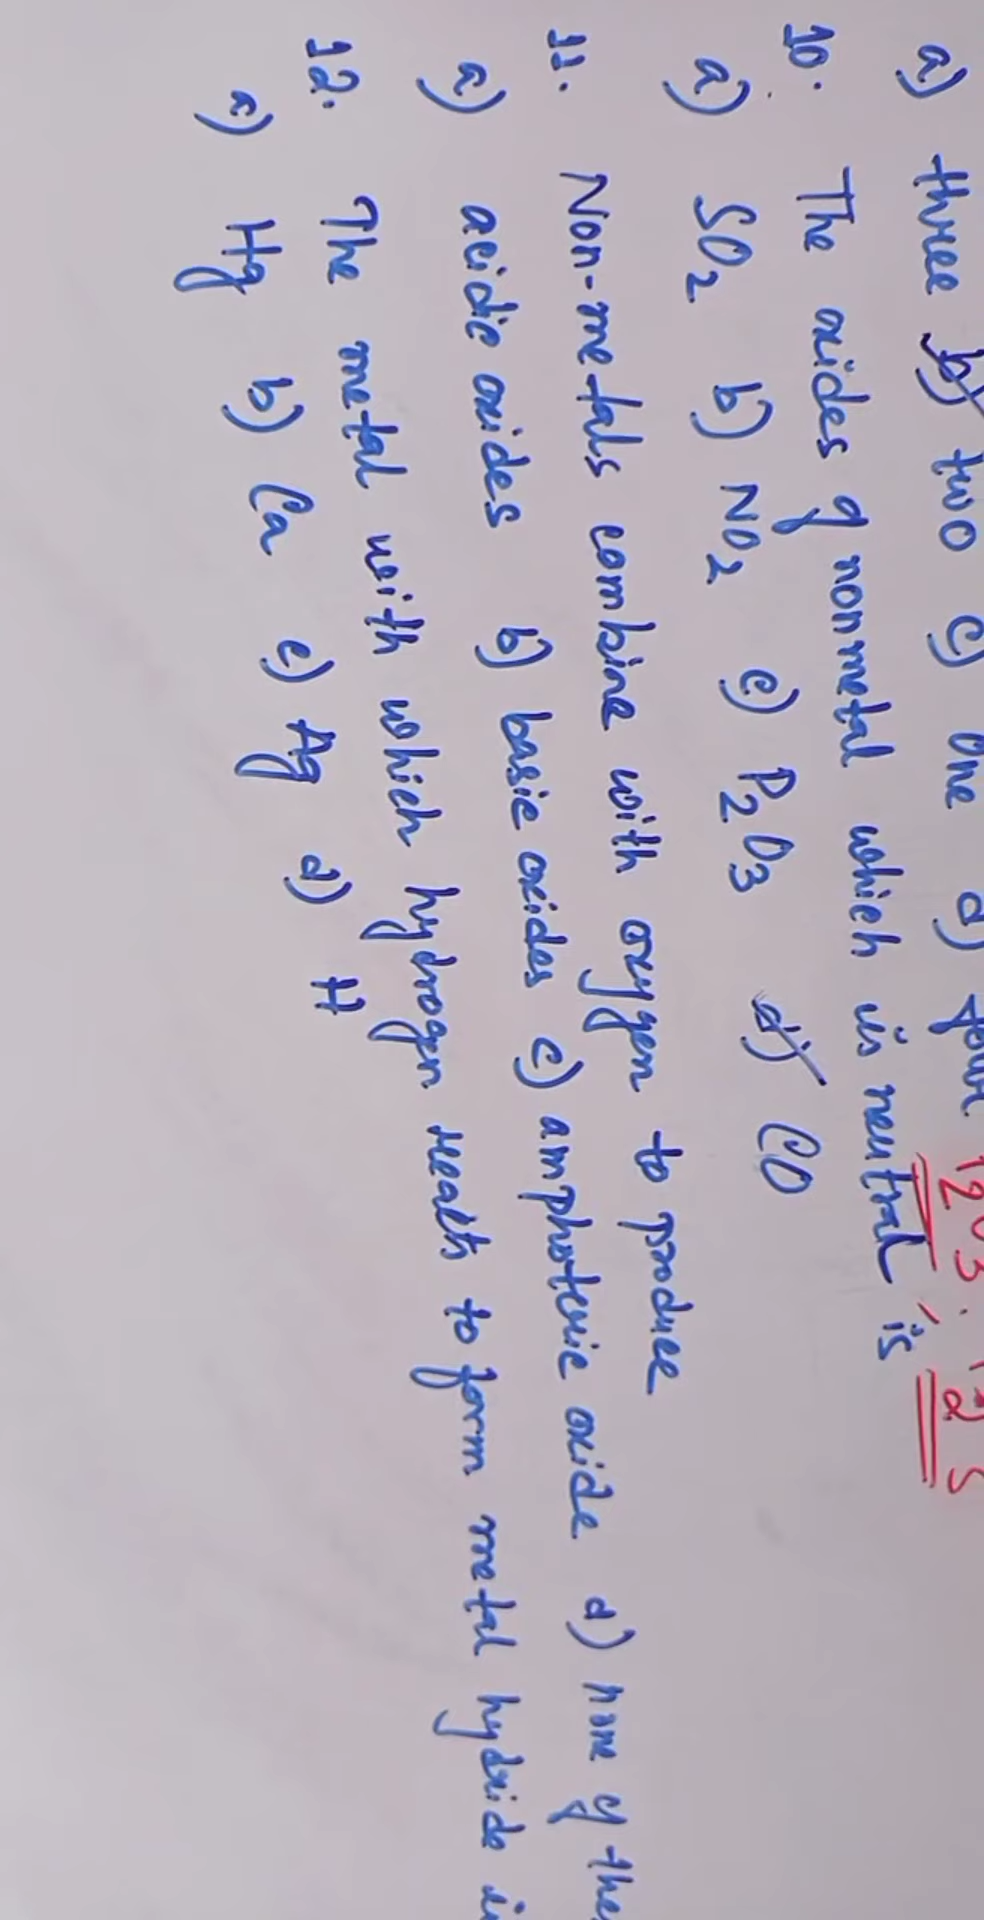 a) three b) two c) one d) four
10. The oxides of nonmetal which is neutral is
a) SO2 b) NO2 c) P2O3 d) CO
11. Non-metals combine with oxygen to produce
a) acidic oxides b) basic oxides c) amphoteric oxide d) none of
12. The metal with which hydrogen reacts to form metal hydride
a) Hg b) Ca c) Ag d) H